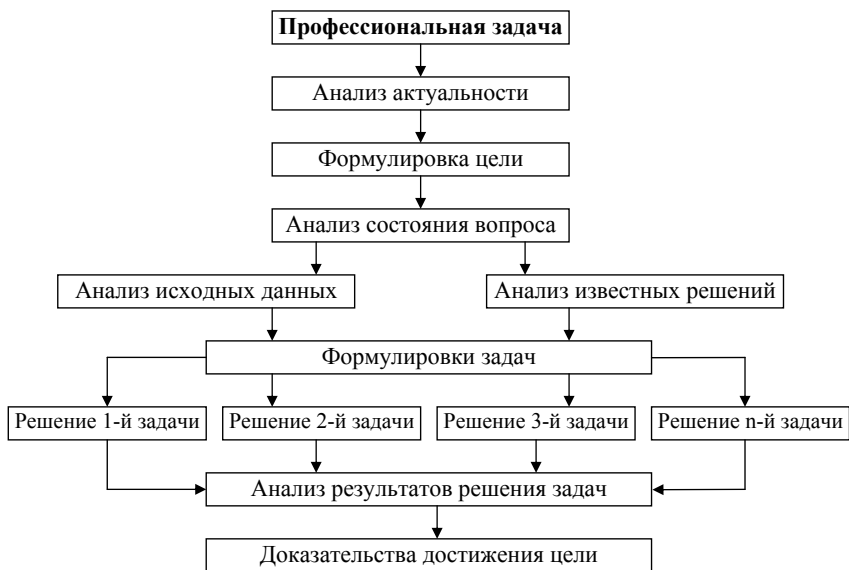 Профессиональная задача
Анализ актуальности
Формулировка цели
Анализ состояния вопроса
Анализ исходных данных
Анализ известных решений
Формулировки задач
Решение 1-й задачи
Решение 2-й задачи
Решение 3-й задачи
Решение n-й задачи
Анализ результатов решения задач
Доказательства достижения цели